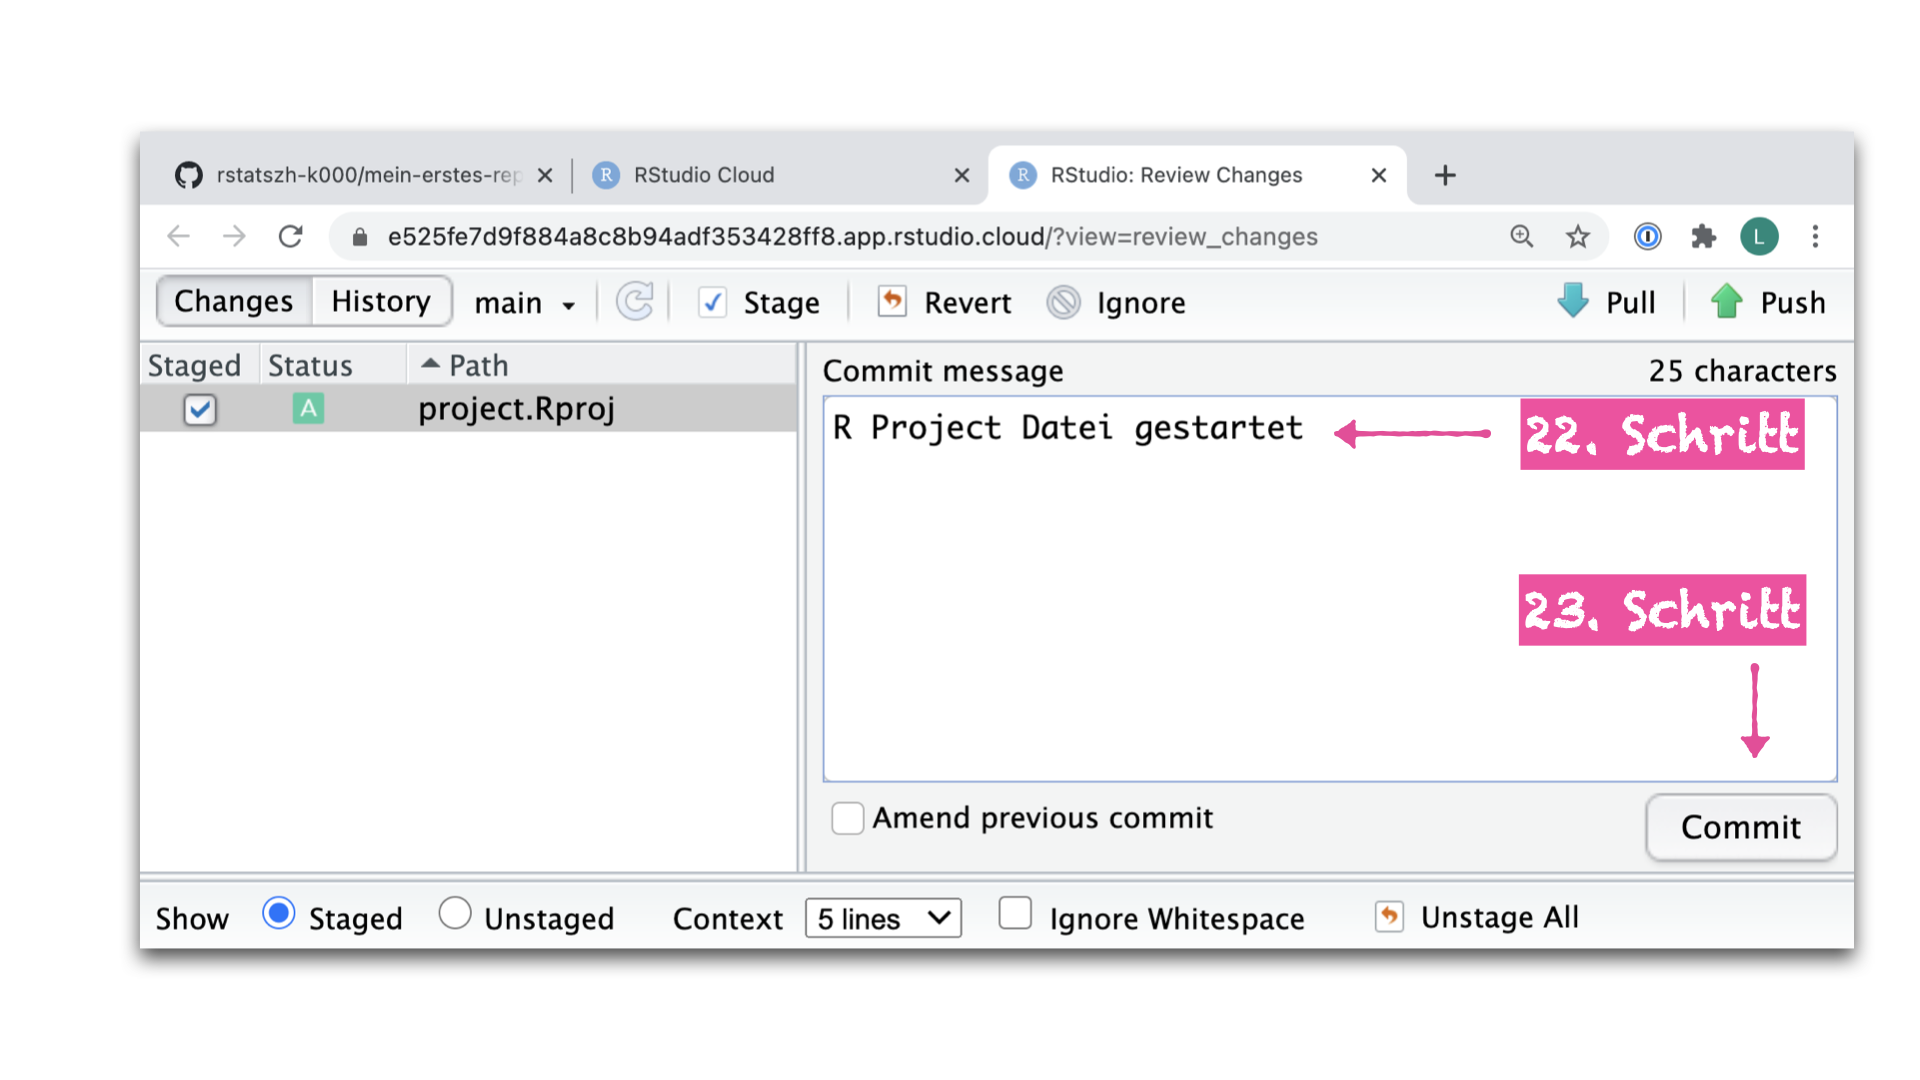 rstatszh-k000/mein-erstes-rep
RStudio Cloud
RStudio: Review Changes
e525fe7d9f884a8c8b94adf353428ff8.app.rstudio.cloud/?view=review_changes
L
Changes History main Stage Revert Ignore Pull Push
Staged Status Path
A project.Rproj
Commit message 25 characters
R Project Datei gestartet
22. Schritt
23. Schritt
Amend previous commit
Commit
Show Staged Unstaged Context 5 lines Ignore Whitespace Unstage All